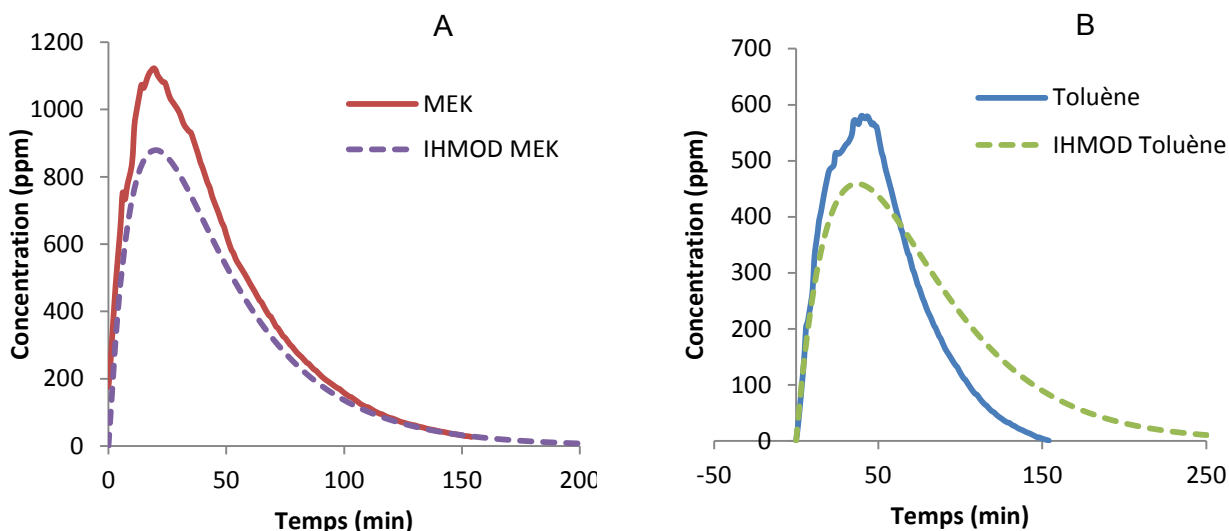 A
1200
1000
800
600
400
200
0
0
50
100
150
200
Concentration (ppm)
Temps (min)
MEK
IHMOD MEK
B
700
600
500
400
300
200
100
0
-50
50
150
250
Concentration (ppm)
Temps (min)
Toluène
IHMOD Toluène